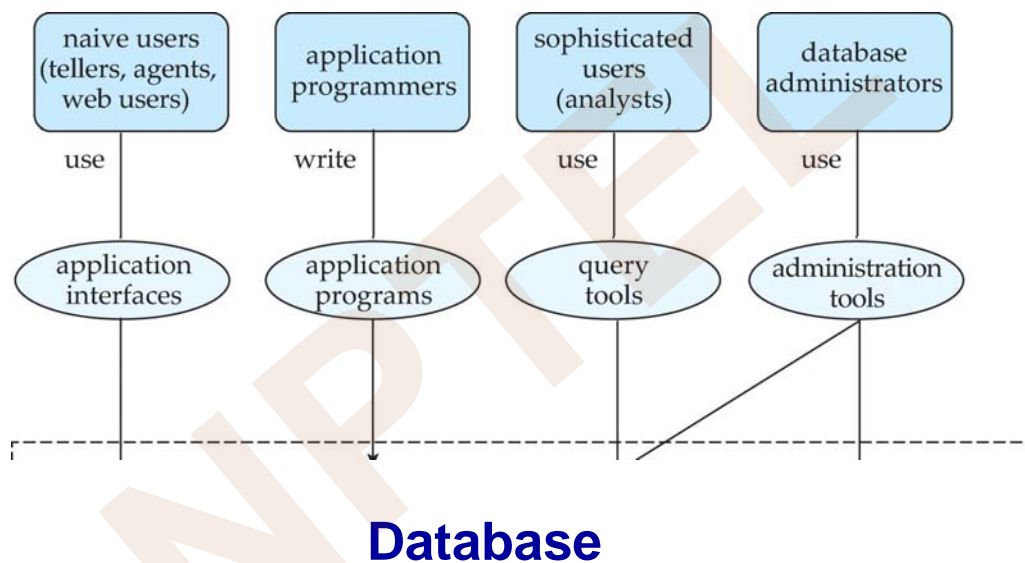 naive users
(tellers, agents,
web users)
application
programmers
sophisticated
users
(analysts)
database
administrators
use
write
use
use
application
interfaces
application
programs
query
tools
administration
tools
Database
NPTEL